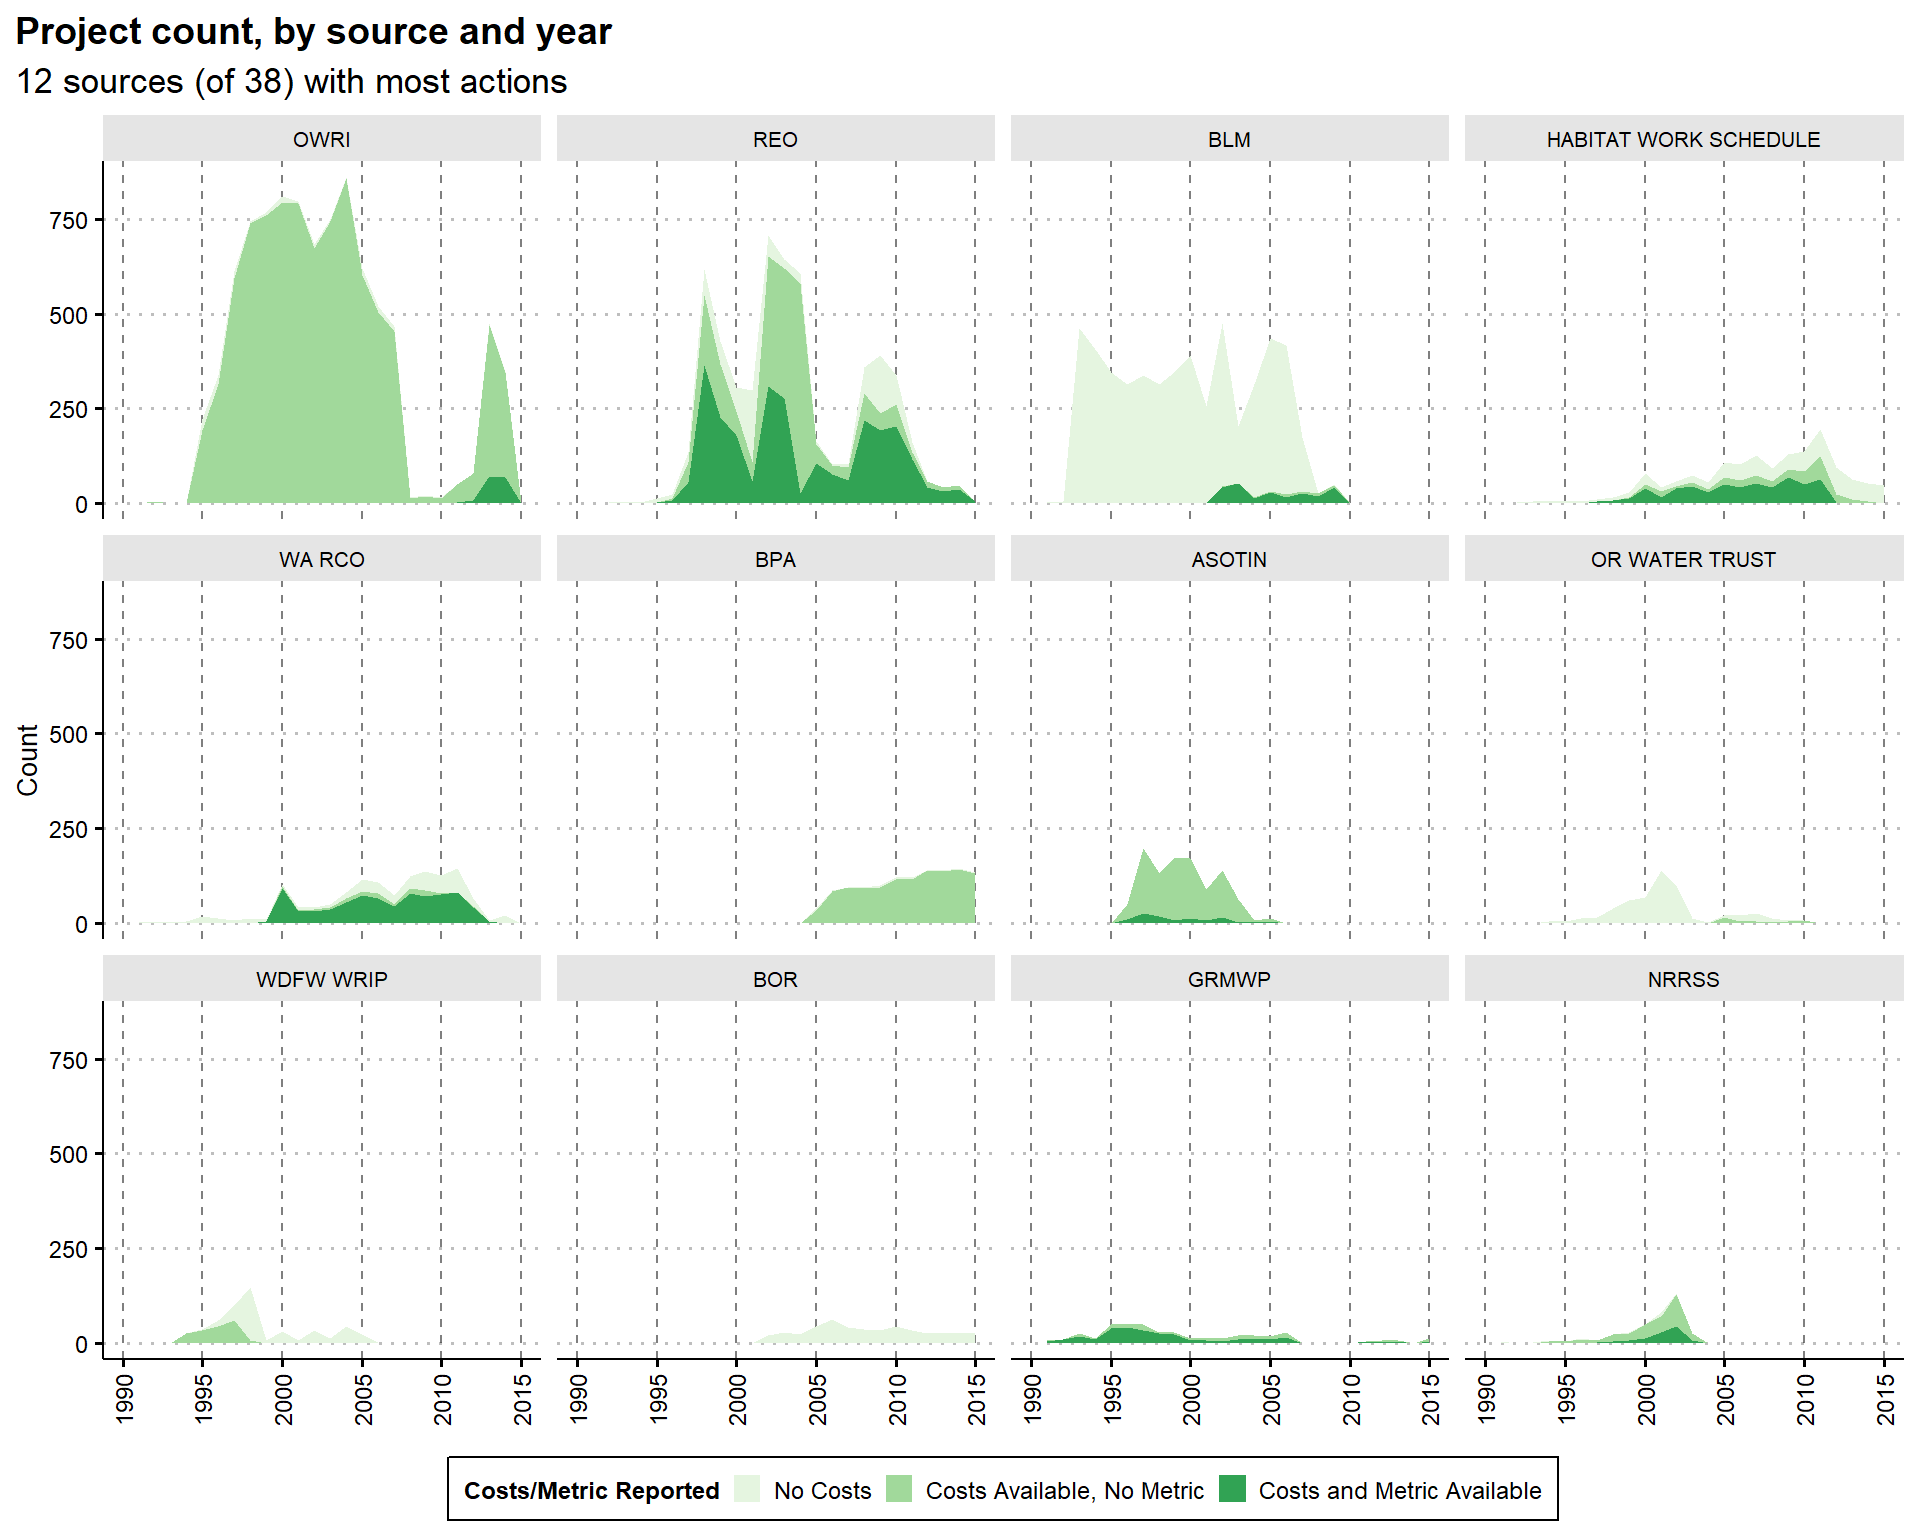 Project count, by source and year
12 sources (of 38) with most actions
OWRI
REO
BLM
HABITAT WORK SCHEDULE
750
500
250
0
WA RCO
BPA
ASOTIN
OR WATER TRUST
750
500
250
0
Count
WDFW WRIP
BOR
GRMWP
NRRSS
750
500
250
0
1990 1995 2000 2005 2010 2015
1990 1995 2000 2005 2010 2015
1990 1995 2000 2005 2010 2015
1990 1995 2000 2005 2010 2015
Costs/Metric Reported No Costs Costs Available, No Metric Costs and Metric Available